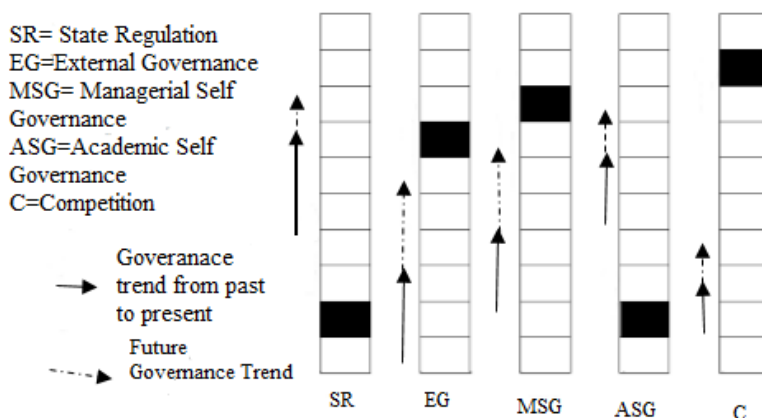 SR= State Regulation
EG=External Governance
MSG= Managerial Self
Governance
ASG=Academic Self
Governance
C=Competition
Goveranace
trend from past
to present
Future
Governance Trend
SR
EG
MSG
ASG
C